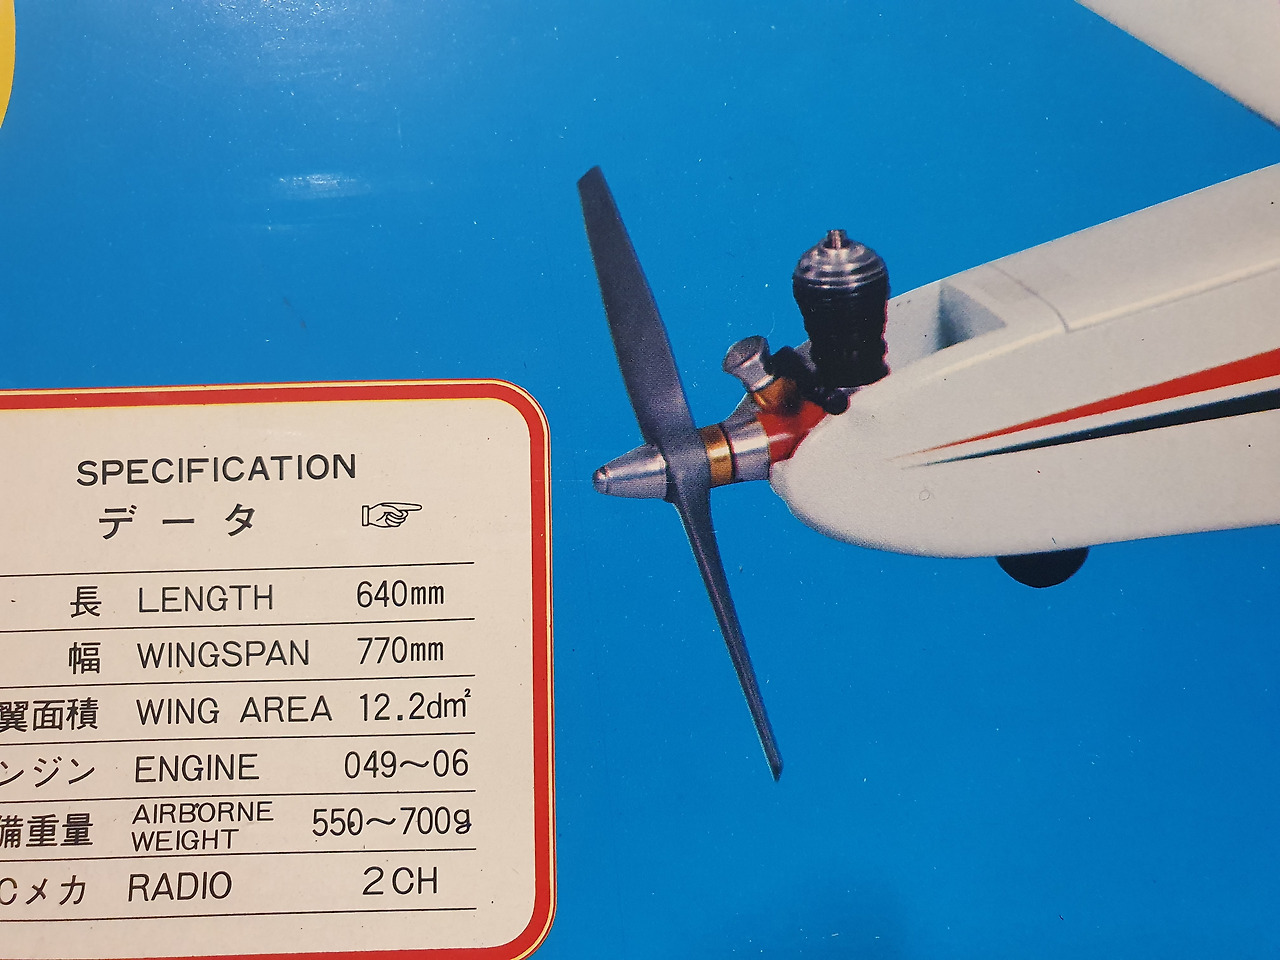 SPECIFICATION
データ ☞
長 LENGTH 640mm
幅 WINGSPAN 770mm
翼面積 WING AREA 12.2dm²
ンジン ENGINE 049〜06
備重量 AIRBORNE WEIGHT 550〜700g
Cメカ RADIO 2CH